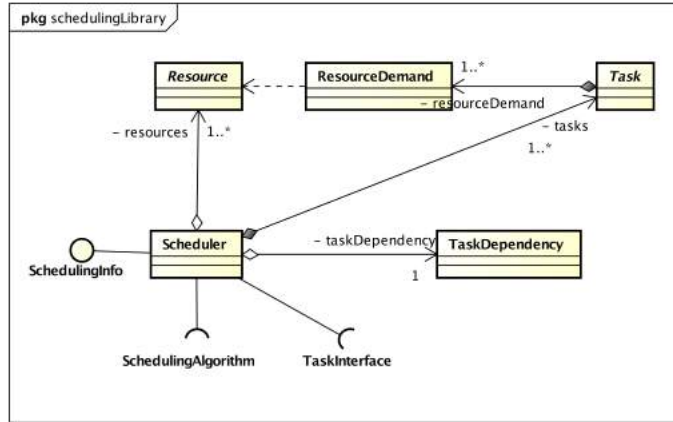 pkg schedulingLibrary
Resource
ResourceDemand
Task
1..*
- resourceDemand
- resources
1..*
- tasks
1..*
Scheduler
- taskDependency
TaskDependency
1
SchedulingInfo
SchedulingAlgorithm
TaskInterface